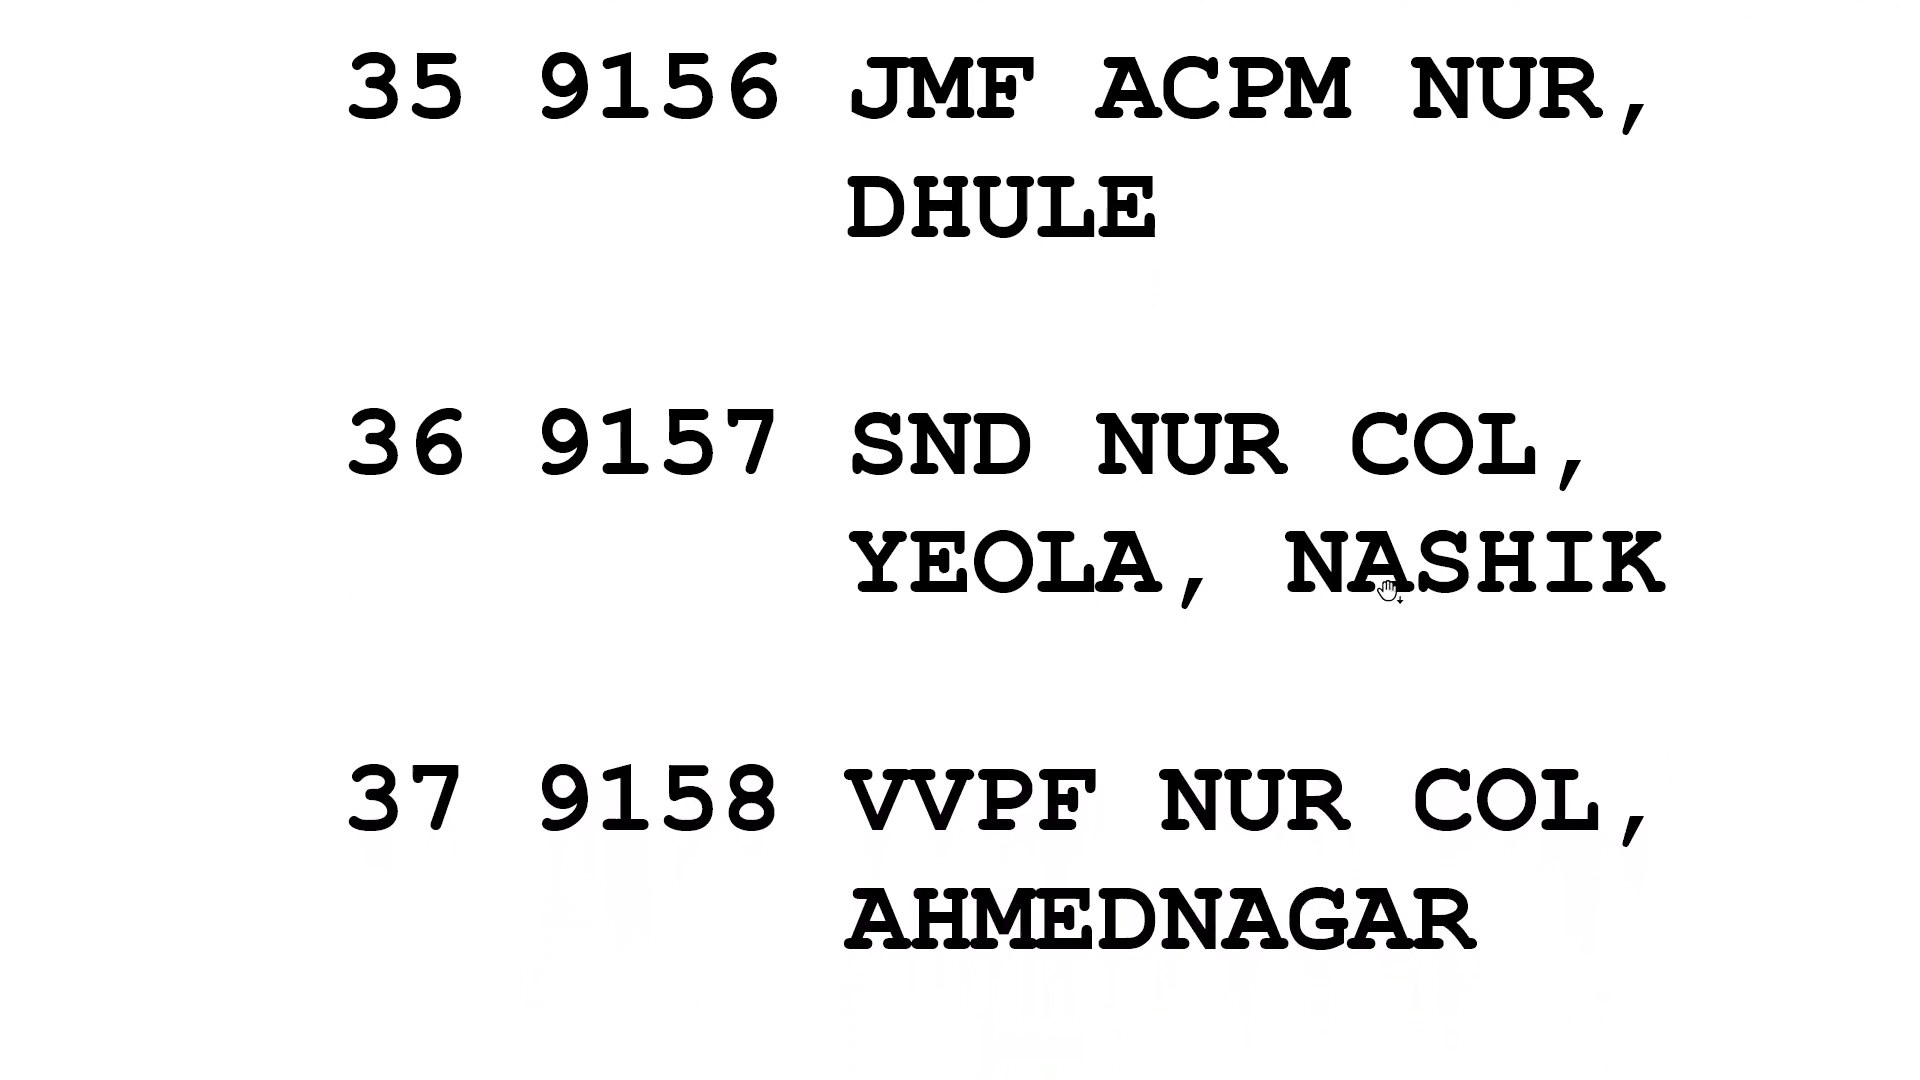 35 9156 JMF ACPM NUR,
DHULE
36 9157 SND NUR COL,
YEOLA, NASHIK
37 9158 VVPF NUR COL,
AHMEDNAGAR